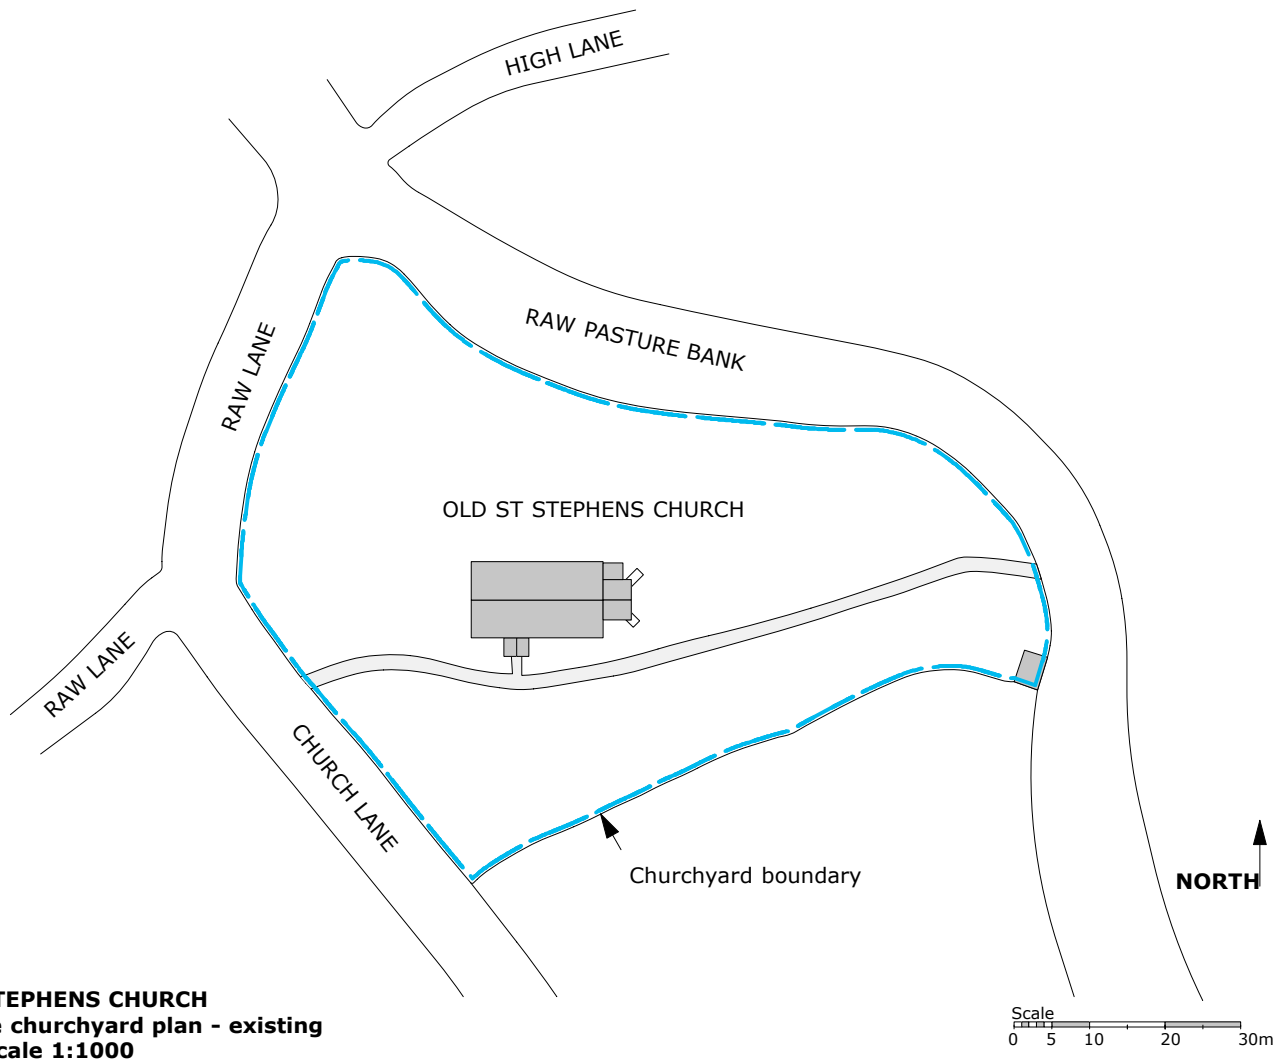 HIGH LANE
RAW PASTURE BANK
RAW LANE
OLD ST STEPHENS CHURCH
RAW LANE
CHURCH LANE
Churchyard boundary
NORTH
TEPHENS CHURCH
churchyard plan - existing
cale 1:1000
Scale
0 5 10 20 30m